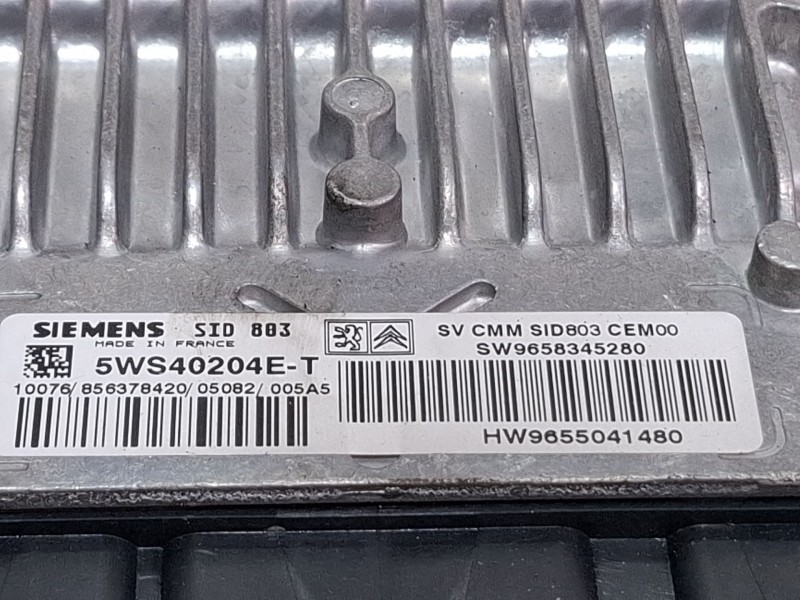 SIEMENS SID 803
MADE IN FRANCE
5WS40204E-T
10076/856378420/05082/005A5
SV CMM SID803 CEM00
SW9658345280
HW9655041480